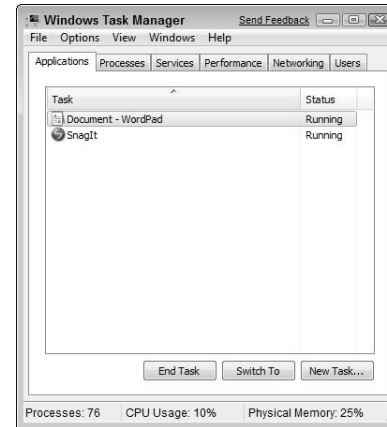 Windows Task Manager Send Feedback
File Options View Windows Help
Applications Processes Services Performance Networking Users
Task Status
Document - WordPad Running
SnagIt Running
End Task Switch To New Task...
Processes: 76 CPU Usage: 10% Physical Memory: 25%